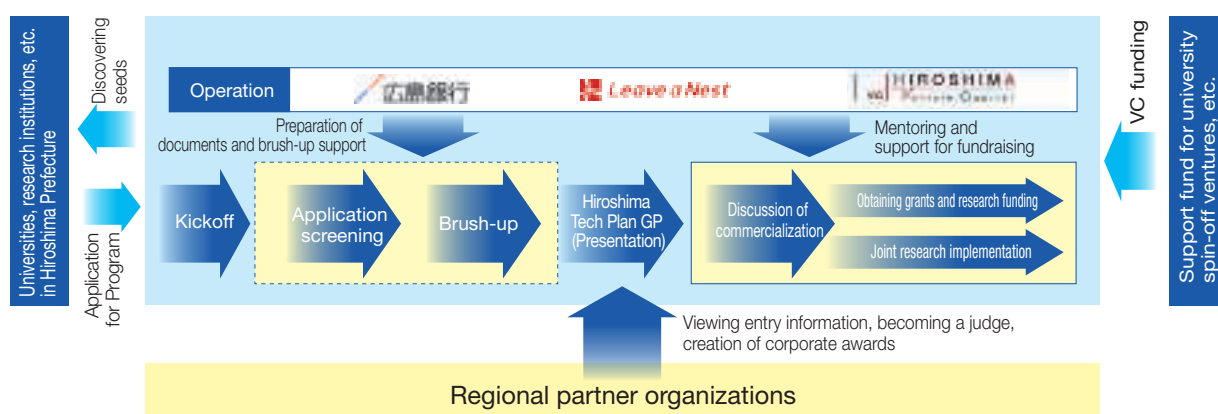 Universities, research institutions, etc.
in Hiroshima Prefecture
Discovering
seeds
Application
for Program
Operation
広島銀行
Leave a Nest
HIROSHIMA
Preparation of
documents and brush-up support
Mentoring and
support for fundraising
Kickoff
Application
screening
Brush-up
Hiroshima
Tech Plan GP
(Presentation)
Discussion of
commercialization
Obtaining grants and research funding
Joint research implementation
Viewing entry information, becoming a judge,
creation of corporate awards
Regional partner organizations
VC funding
Support fund for university
spin-off ventures, etc.